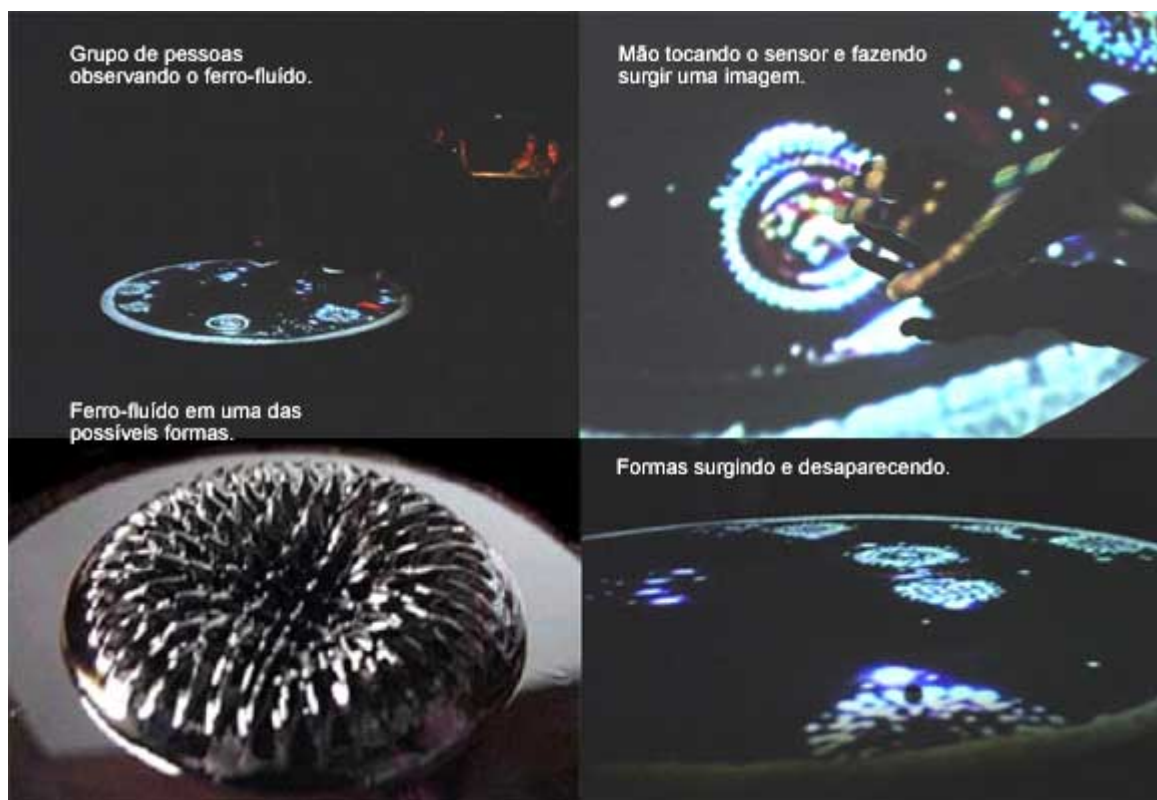 Grupo de pessoas
observando o ferro-fluído.
Mão tocando o sensor e fazendo
surgir uma imagem.
Ferro-fluído em uma das
possíveis formas.
Formas surgindo e desaparecendo.